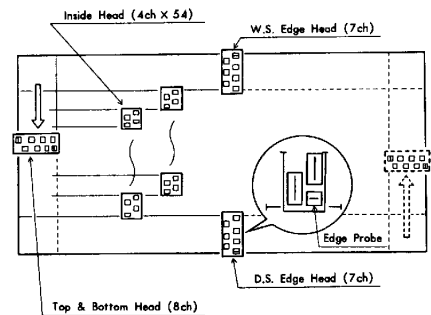 Inside Head (4ch X 54)
W.S. Edge Head (7ch)
Edge Probe
D.S. Edge Head (7ch)
Top & Bottom Head (8ch)